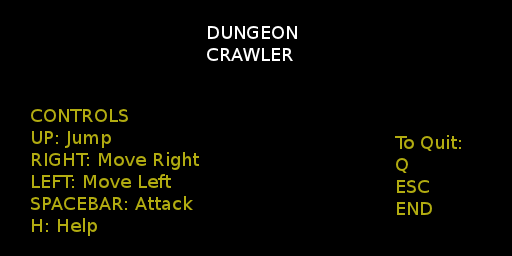 DUNGEON
CRAWLER
CONTROLS
UP: Jump
RIGHT: Move Right
LEFT: Move Left
SPACEBAR: Attack
H: Help
To Quit:
Q
ESC
END